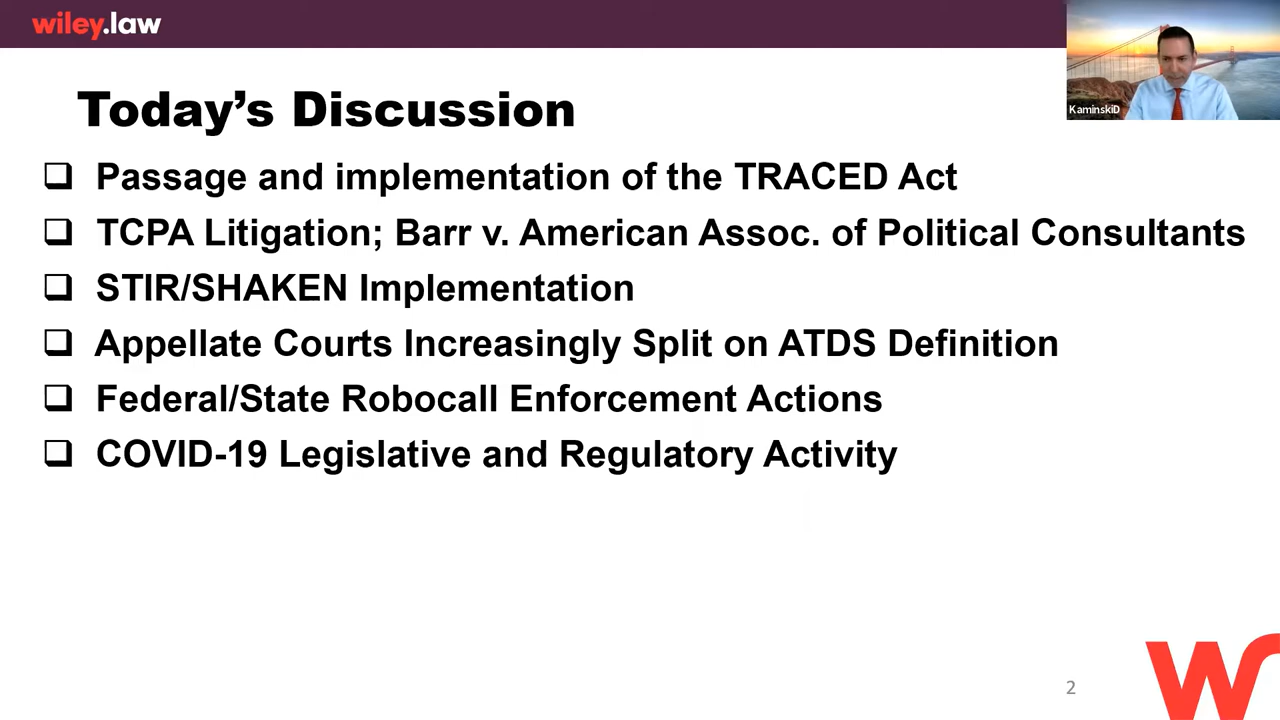 wiley.law
KaminskiD
Today's Discussion
Passage and implementation of the TRACED Act
TCPA Litigation; Barr v. American Assoc. of Political Consultants
STIR/SHAKEN Implementation
Appellate Courts Increasingly Split on ATDS Definition
Federal/State Robocall Enforcement Actions
COVID-19 Legislative and Regulatory Activity
2
W